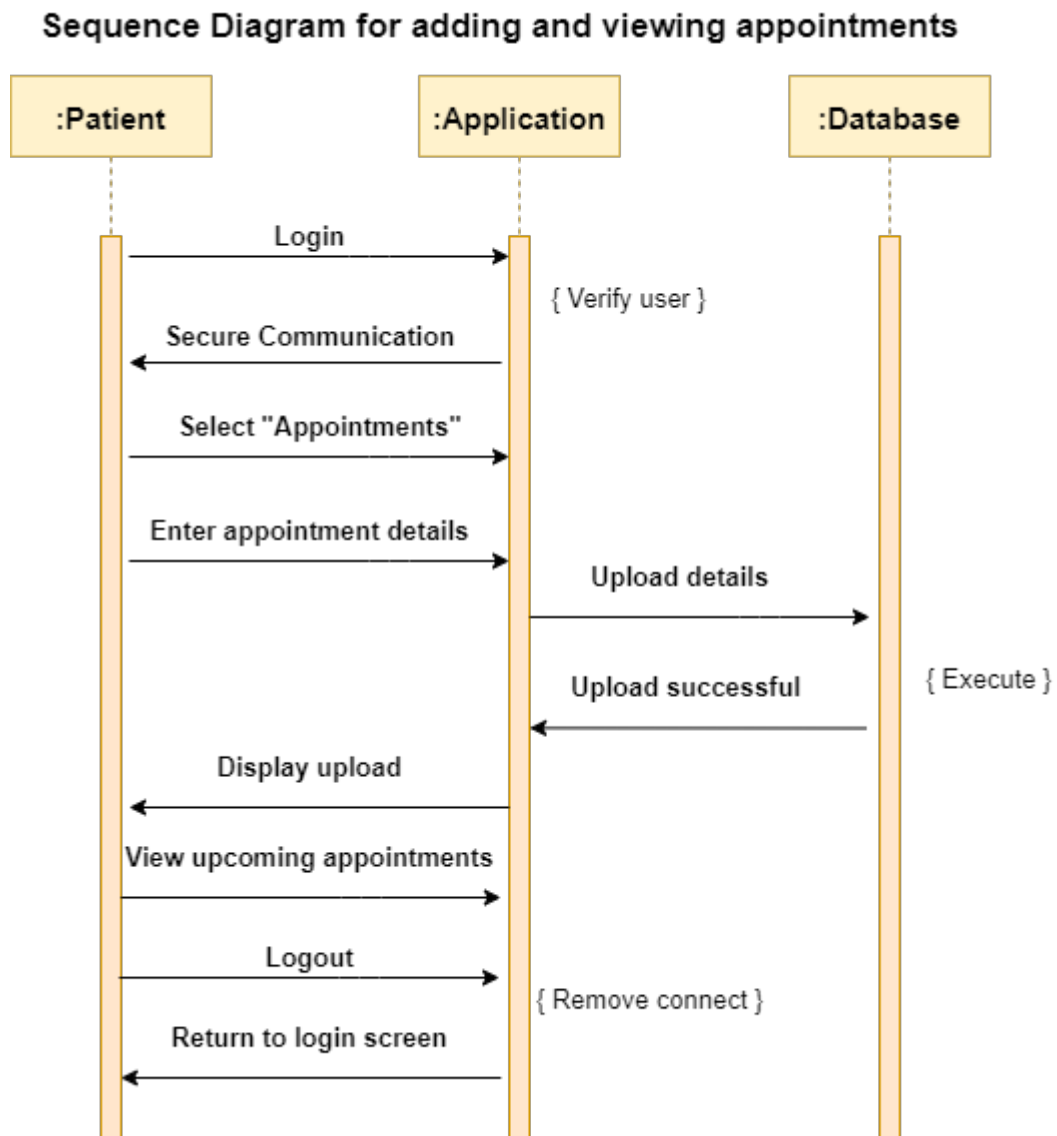 Sequence Diagram for adding and viewing appointments
:Patient
:Application
:Database
Login
{ Verify user }
Secure Communication
Select "Appointments"
Enter appointment details
Upload details
{ Execute }
Upload successful
Display upload
View upcoming appointments
Logout
{ Remove connect }
Return to login screen